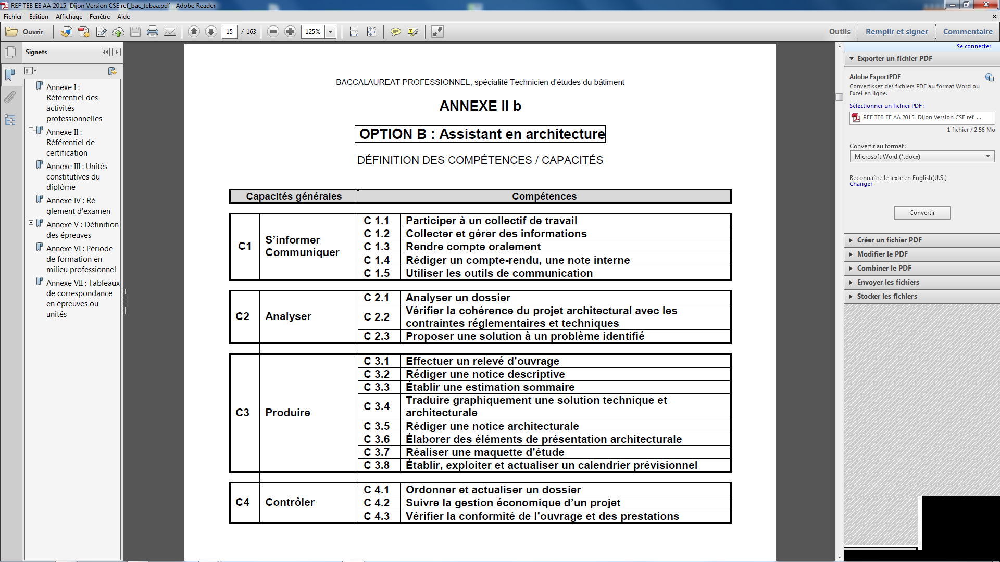 REF TEB EE AA 2015  Dijon Version CSE ref_bac_tebaa.pdf - Adobe Reader
Fichier Edition Affichage Fenêtre Aide
Ouvrir 15 / 163 125% Outils Remplir et signer Commentaire
Signets
Annexe I :
Référentiel des
activités
professionnelles
Annexe II :
Référentiel de
certification
Annexe III : Unités
constitutives du
diplôme
Annexe IV : Rè
glement d'examen
Annexe V : Définition
des épreuves
Annexe VI : Période
de formation en
milieu professionnel
Annexe VII : Tableaux
de correspondance
en épreuves ou
unités
BACCALAUREAT PROFESSIONNEL, spécialité Technicien d’études du bâtiment
ANNEXE II b
OPTION B : Assistant en architecture
DÉFINITION DES COMPÉTENCES / CAPACITÉS
Capacités générales Compétences
C1 S’informer
Communiquer
C 1.1 Participer à un collectif de travail
C 1.2 Collecter et gérer des informations
C 1.3 Rendre compte oralement
C 1.4 Rédiger un compte-rendu, une note interne
C 1.5 Utiliser les outils de communication
C2 Analyser
C 2.1 Analyser un dossier
C 2.2 Vérifier la cohérence du projet architectural avec les
contraintes réglementaires et techniques
C 2.3 Proposer une solution à un problème identifié
C3 Produire
C 3.1 Effectuer un relevé d’ouvrage
C 3.2 Rédiger une notice descriptive
C 3.3 Établir une estimation sommaire
C 3.4 Traduire graphiquement une solution technique et
architecturale
C 3.5 Rédiger une notice architecturale
C 3.6 Élaborer des éléments de présentation architecturale
C 3.7 Réaliser une maquette d’étude
C 3.8 Établir, exploiter et actualiser un calendrier prévisionnel
C4 Contrôler
C 4.1 Ordonner et actualiser un dossier
C 4.2 Suivre la gestion économique d’un projet
C 4.3 Vérifier la conformité de l’ouvrage et des prestations
Se connecter
Exporter un fichier PDF
Adobe ExportPDF
Convertissez des fichiers PDF au format Word ou
Excel en ligne.
Sélectionner un fichier PDF :
REF TEB EE AA 2015  Dijon Version CSE ref_...
1 fichier / 2.56 Mo
Convertir au format :
Microsoft Word (*.docx)
Reconnaître le texte en English(U.S.)
Changer
Convertir
Créer un fichier PDF
Modifier le PDF
Combiner le PDF
Envoyer les fichiers
Stocker les fichiers